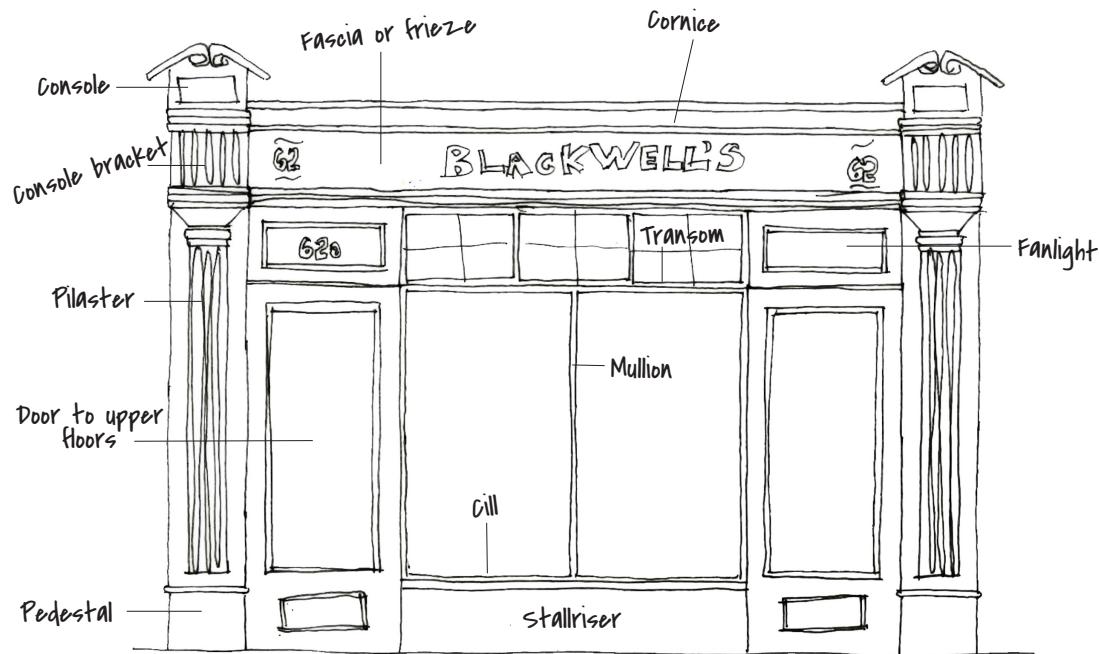 Cornice
Fascia or frieze
Console
Console bracket
62
BLACKWELL'S
62
62a
Transom
Fanlight
Pilaster
Mullion
Door to upper
floors
Cill
Pedestal
Stallriser